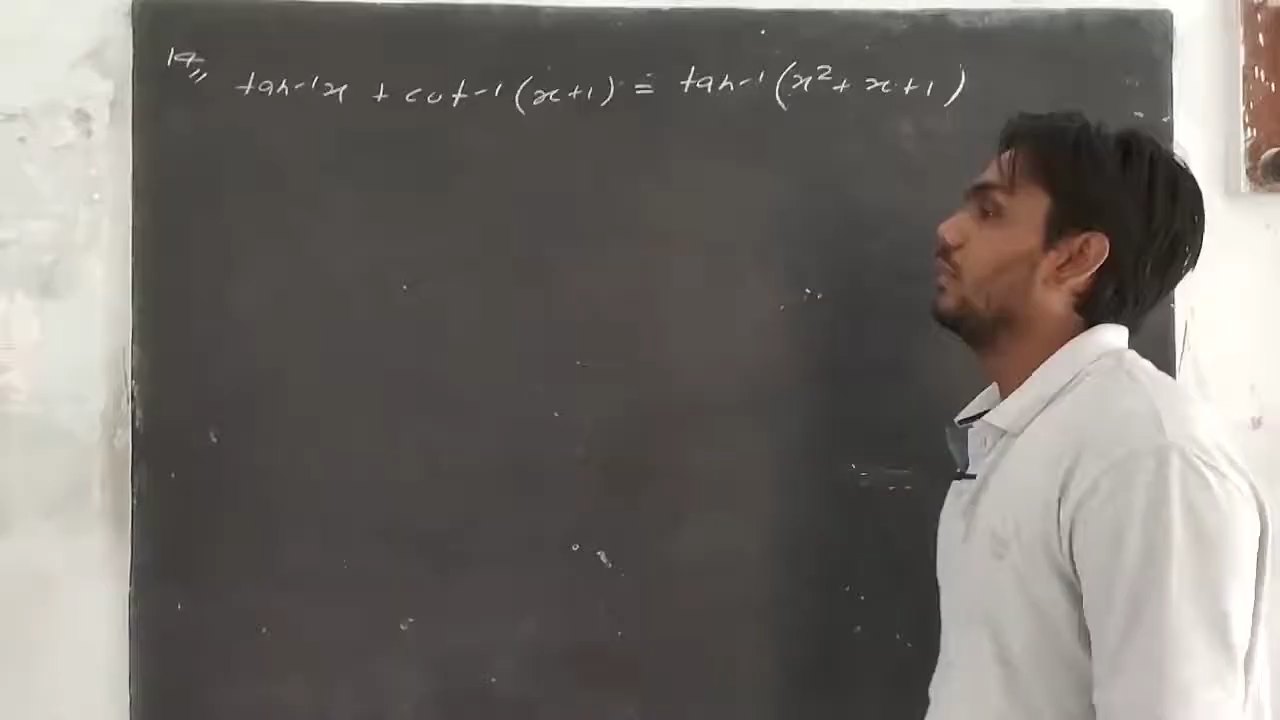 14,, tan-1x + cot-1(x+1) = tan-1(x²+x+1)